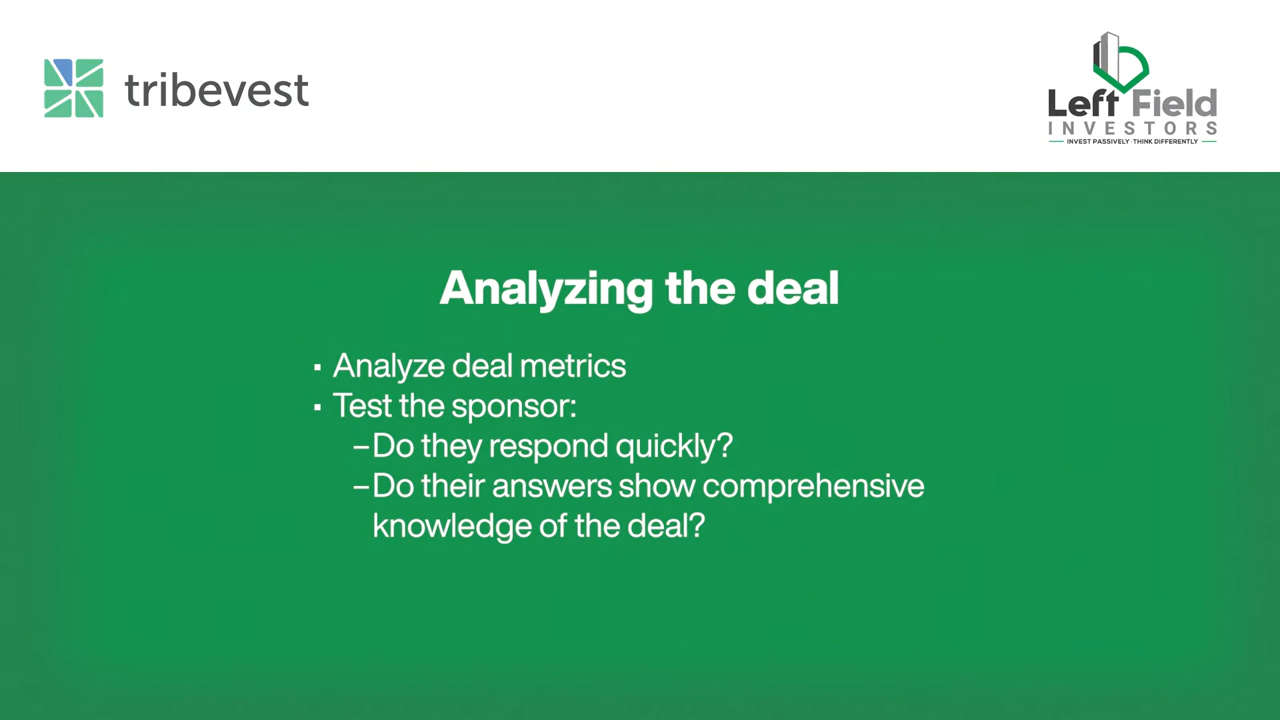 tribevest
Left Field
INVESTORS
INVEST PASSIVELY · THINK DIFFERENTLY
Analyzing the deal
▪ Analyze deal metrics
▪ Test the sponsor:
–Do they respond quickly?
–Do their answers show comprehensive
knowledge of the deal?